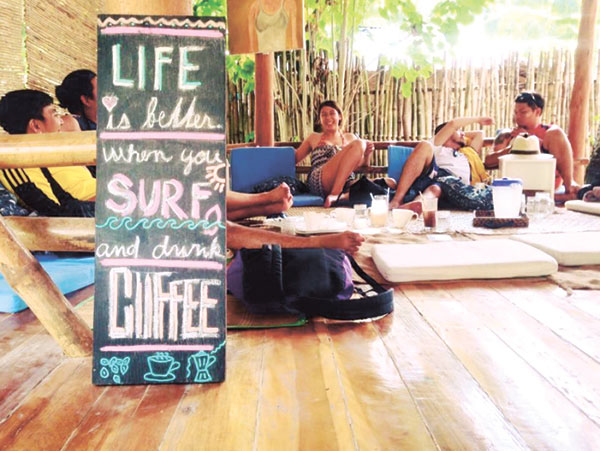 LIFE
is better
when you
SURF
and drink
COFFEE